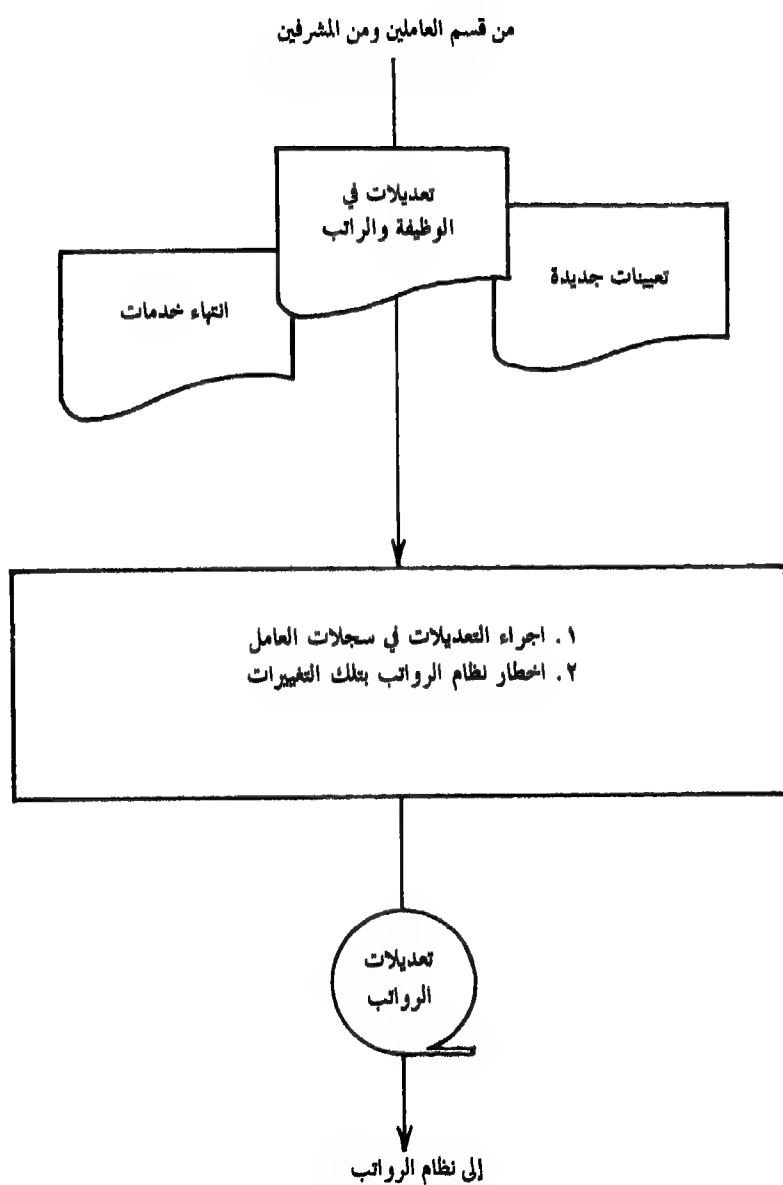 من قسم العاملين ومن المشرفين
تعديلات في
الوظيفة والراتب
تعيينات جديدة
انتهاء خدمات
١. اجراء التعديلات في سجلات العامل
٢. اخطار نظام الرواتب بتلك التغييرات
تعديلات
الرواتب
إلى نظام الرواتب